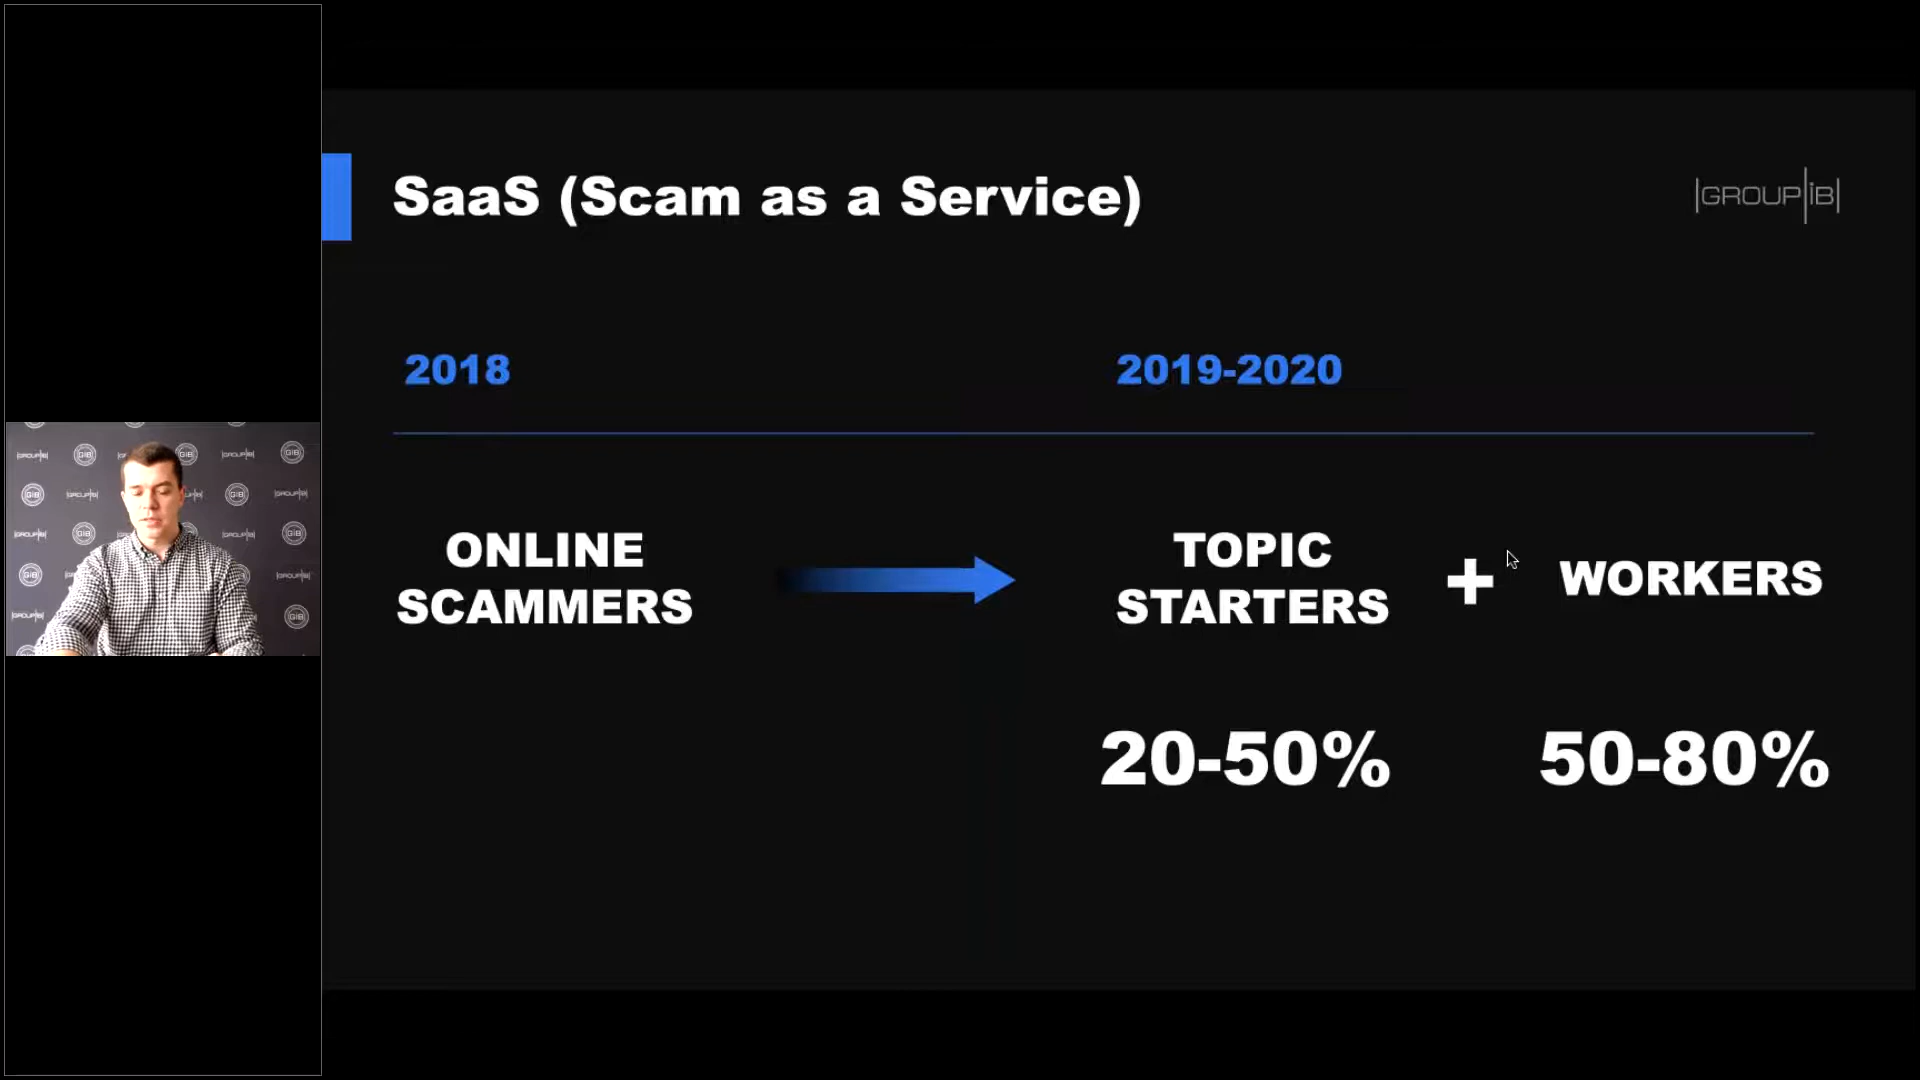 SaaS (Scam as a Service)
|GROUP|iB|
2018
2019-2020
ONLINE
SCAMMERS
TOPIC
STARTERS
+
WORKERS
20-50%
50-80%